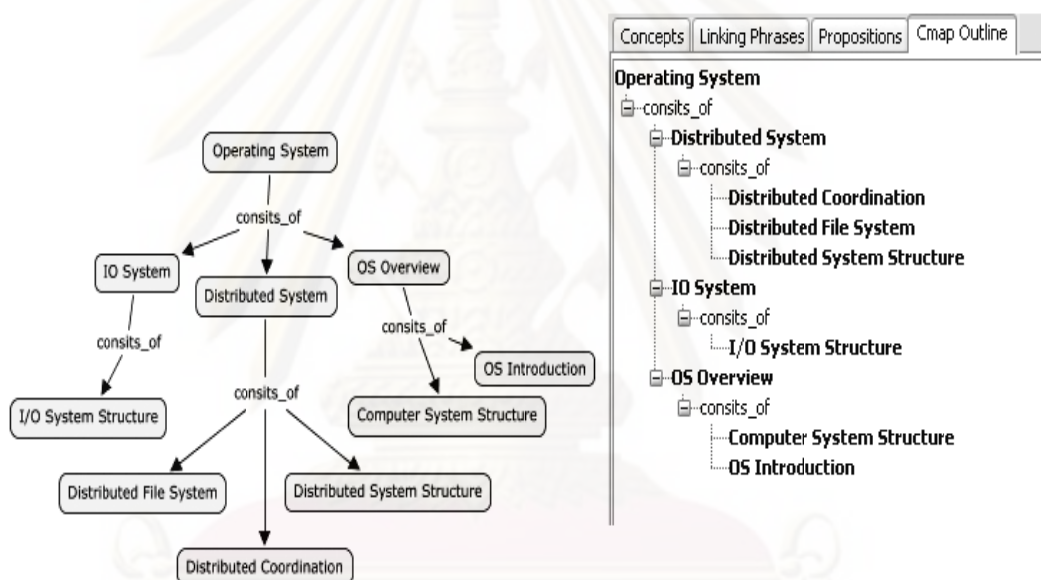 Operating System
consits_of
IO System
OS Overview
Distributed System
consits_of
consits_of
OS Introduction
consits_of
I/O System Structure
Computer System Structure
Distributed File System
Distributed System Structure
Distributed Coordination
Concepts Linking Phrases Propositions Cmap Outline
Operating System
consits_of
Distributed System
consits_of
Distributed Coordination
Distributed File System
Distributed System Structure
IO System
consits_of
I/O System Structure
OS Overview
consits_of
Computer System Structure
OS Introduction